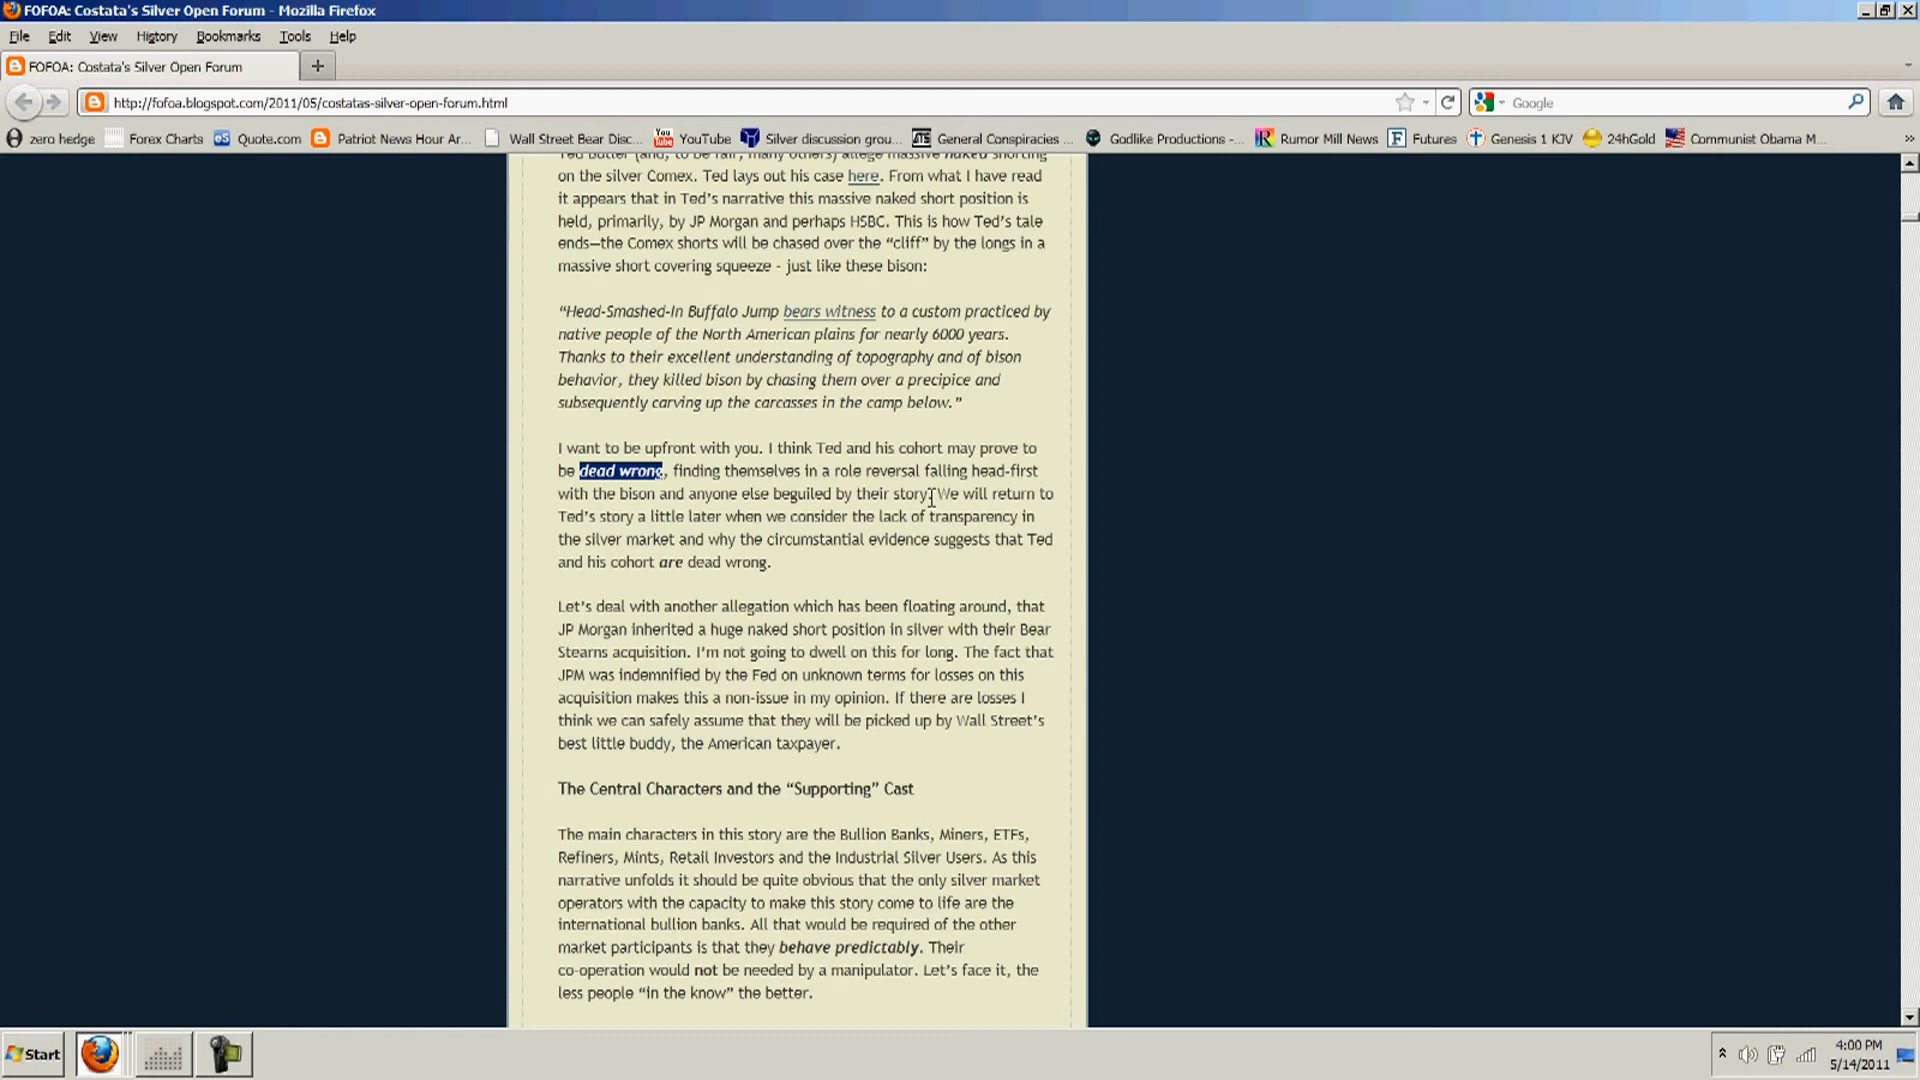 FOFOA: Costata's Silver Open Forum - Mozilla Firefox
File Edit View History Bookmarks Tools Help
FOFOA: Costata's Silver Open Forum
http://fofoa.blogspot.com/2011/05/costatas-silver-open-forum.html
Google
zero hedge Forex Charts Quote.com Patriot News Hour Ar... Wall Street Bear Disc... YouTube Silver discussion grou... General Conspiracies ... Godlike Productions -... Rumor Mill News Futures Genesis 1 KJV 24hGold Communist Obama M...
Ted Butler (and, to be fair, many others) allege massive naked shorting
on the silver Comex. Ted lays out his case here. From what I have read
it appears that in Ted's narrative this massive naked short position is
held, primarily, by JP Morgan and perhaps HSBC. This is how Ted's tale
ends—the Comex shorts will be chased over the “cliff” by the longs in a
massive short covering squeeze - just like these bison:
“Head-Smashed-In Buffalo Jump bears witness to a custom practiced by
native people of the North American plains for nearly 6000 years.
Thanks to their excellent understanding of topography and of bison
behavior, they killed bison by chasing them over a precipice and
subsequently carving up the carcasses in the camp below.”
I want to be upfront with you. I think Ted and his cohort may prove to
be dead wrong, finding themselves in a role reversal falling head-first
with the bison and anyone else beguiled by their story. We will return to
Ted's story a little later when we consider the lack of transparency in
the silver market and why the circumstantial evidence suggests that Ted
and his cohort are dead wrong.
Let's deal with another allegation which has been floating around, that
JP Morgan inherited a huge naked short position in silver with their Bear
Stearns acquisition. I'm not going to dwell on this for long. The fact that
JPM was indemnified by the Fed on unknown terms for losses on this
acquisition makes this a non-issue in my opinion. If there are losses I
think we can safely assume that they will be picked up by Wall Street's
best little buddy, the American taxpayer.
The Central Characters and the “Supporting” Cast
The main characters in this story are the Bullion Banks, Miners, ETFs,
Refiners, Mints, Retail Investors and the Industrial Silver Users. As this
narrative unfolds it should be quite obvious that the only silver market
operators with the capacity to make this story come to life are the
international bullion banks. All that would be required of the other
market participants is that they behave predictably. Their
co-operation would not be needed by a manipulator. Let's face it, the
less people “in the know” the better.
Start
4:00 PM
5/14/2011